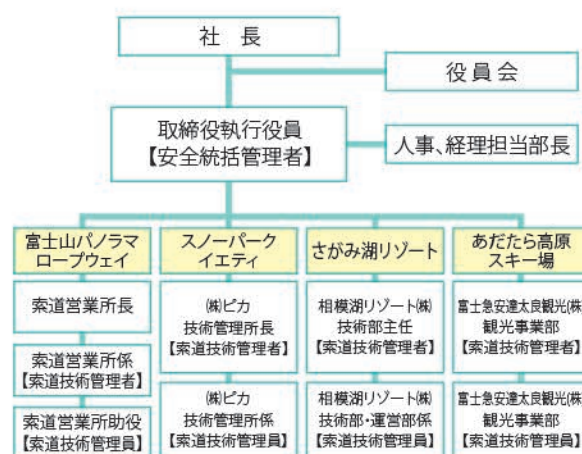 社　長
役員会
取締役執行役員
【安全統括管理者】
人事、経理担当部長
富士山パノラマ
ロープウェイ
スノーパーク
イエティ
さがみ湖リゾート
あだたら高原
スキー場
索道営業所長
㈱ピカ
技術管理所長
【索道技術管理者】
相模湖リゾート㈱
技術部主任
【索道技術管理者】
富士急安達太良観光㈱
観光事業部
【索道技術管理者】
索道営業所係
【索道技術管理者】
索道営業所助役
【索道技術管理員】
㈱ピカ
技術管理所係
【索道技術管理員】
相模湖リゾート㈱
技術部・運営部係
【索道技術管理員】
富士急安達太良観光㈱
観光事業部
【索道技術管理員】